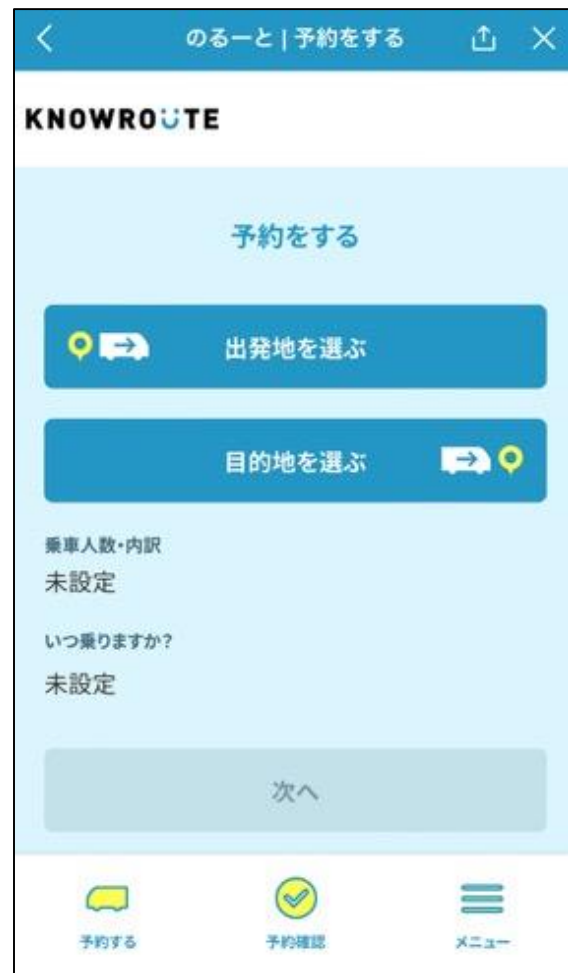 のるーと | 予約をする
KNOWROUTE
予約をする
出発地を選ぶ
目的地を選ぶ
乗車人数・内訳
未設定
いつ乗りますか?
未設定
次へ
予約する
予約確認
メニュー